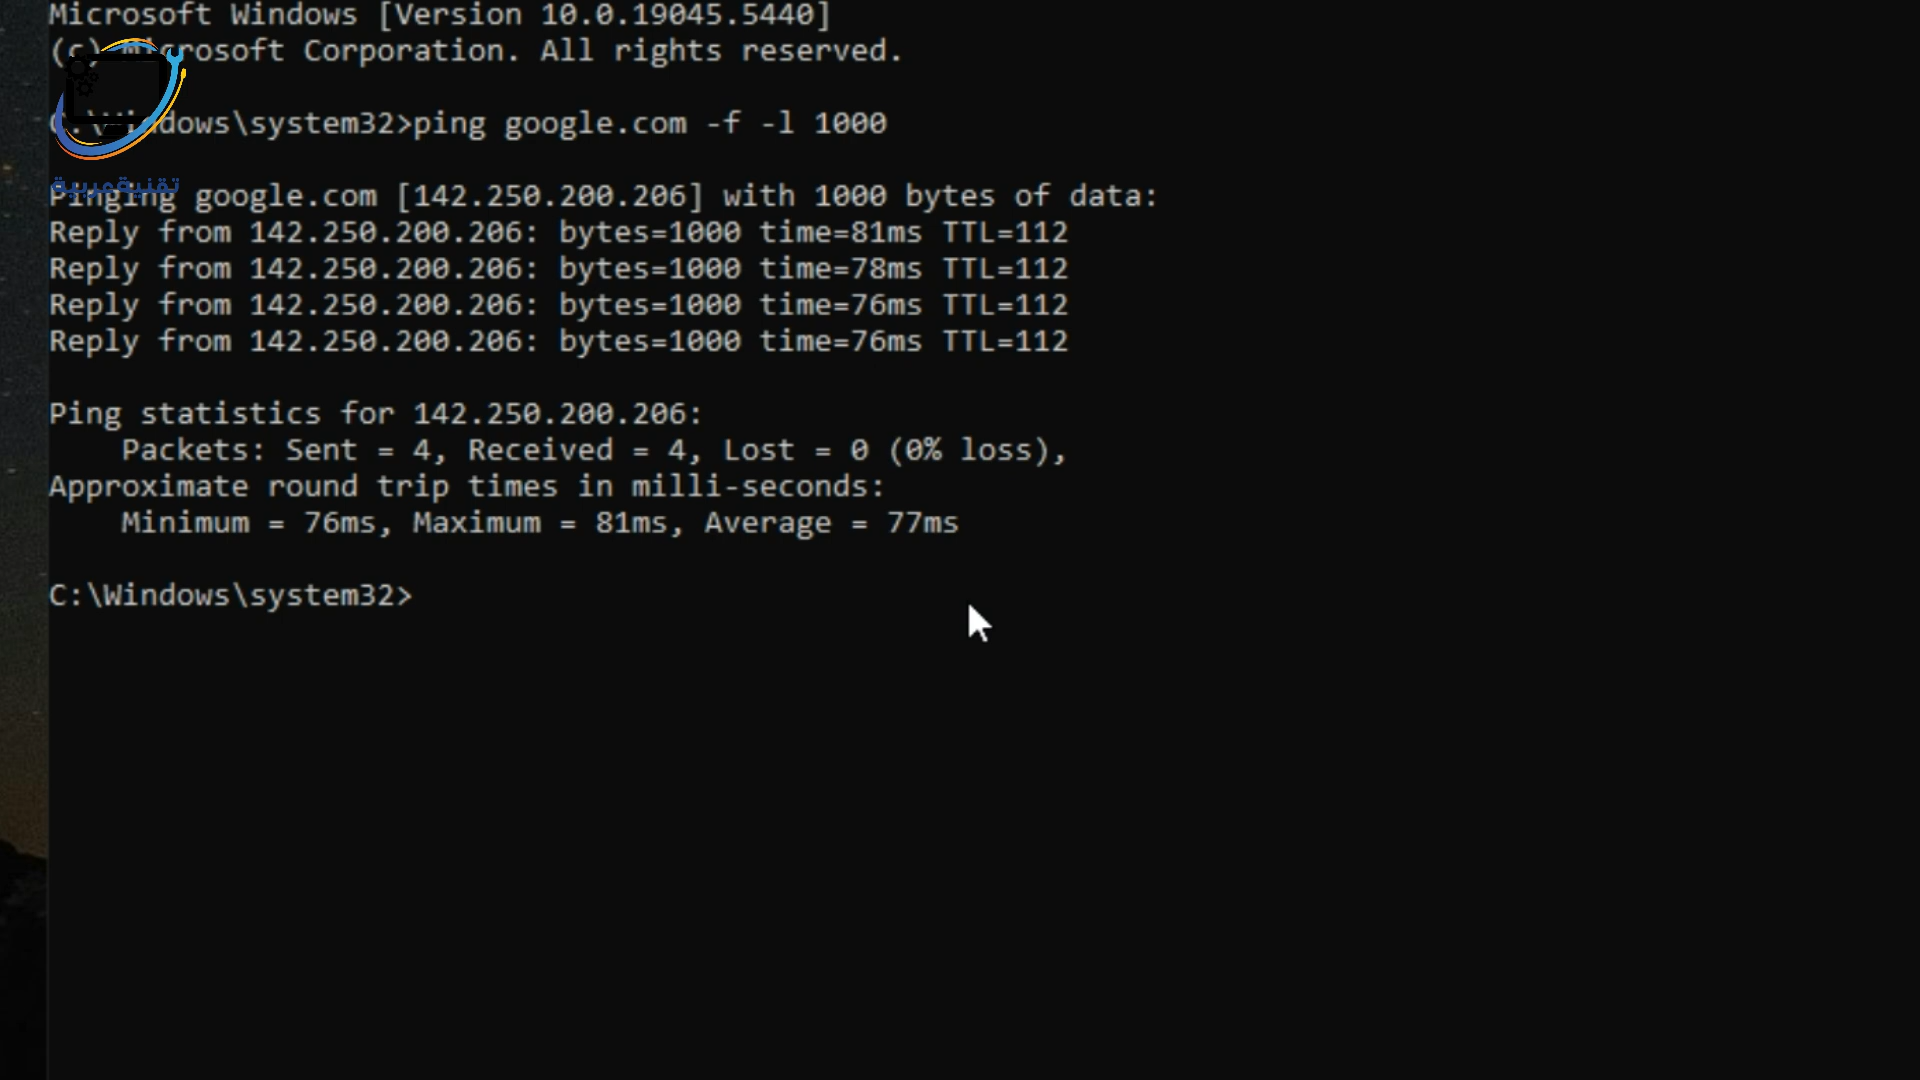 Microsoft Windows [Version 10.0.19045.5440]
(c) Microsoft Corporation. All rights reserved.
C:\Windows\system32>ping google.com -f -l 1000
تقنية عربية
Pinging google.com [142.250.200.206] with 1000 bytes of data:
Reply from 142.250.200.206: bytes=1000 time=81ms TTL=112
Reply from 142.250.200.206: bytes=1000 time=78ms TTL=112
Reply from 142.250.200.206: bytes=1000 time=76ms TTL=112
Reply from 142.250.200.206: bytes=1000 time=76ms TTL=112
Ping statistics for 142.250.200.206:
Packets: Sent = 4, Received = 4, Lost = 0 (0% loss),
Approximate round trip times in milli-seconds:
Minimum = 76ms, Maximum = 81ms, Average = 77ms
C:\Windows\system32>